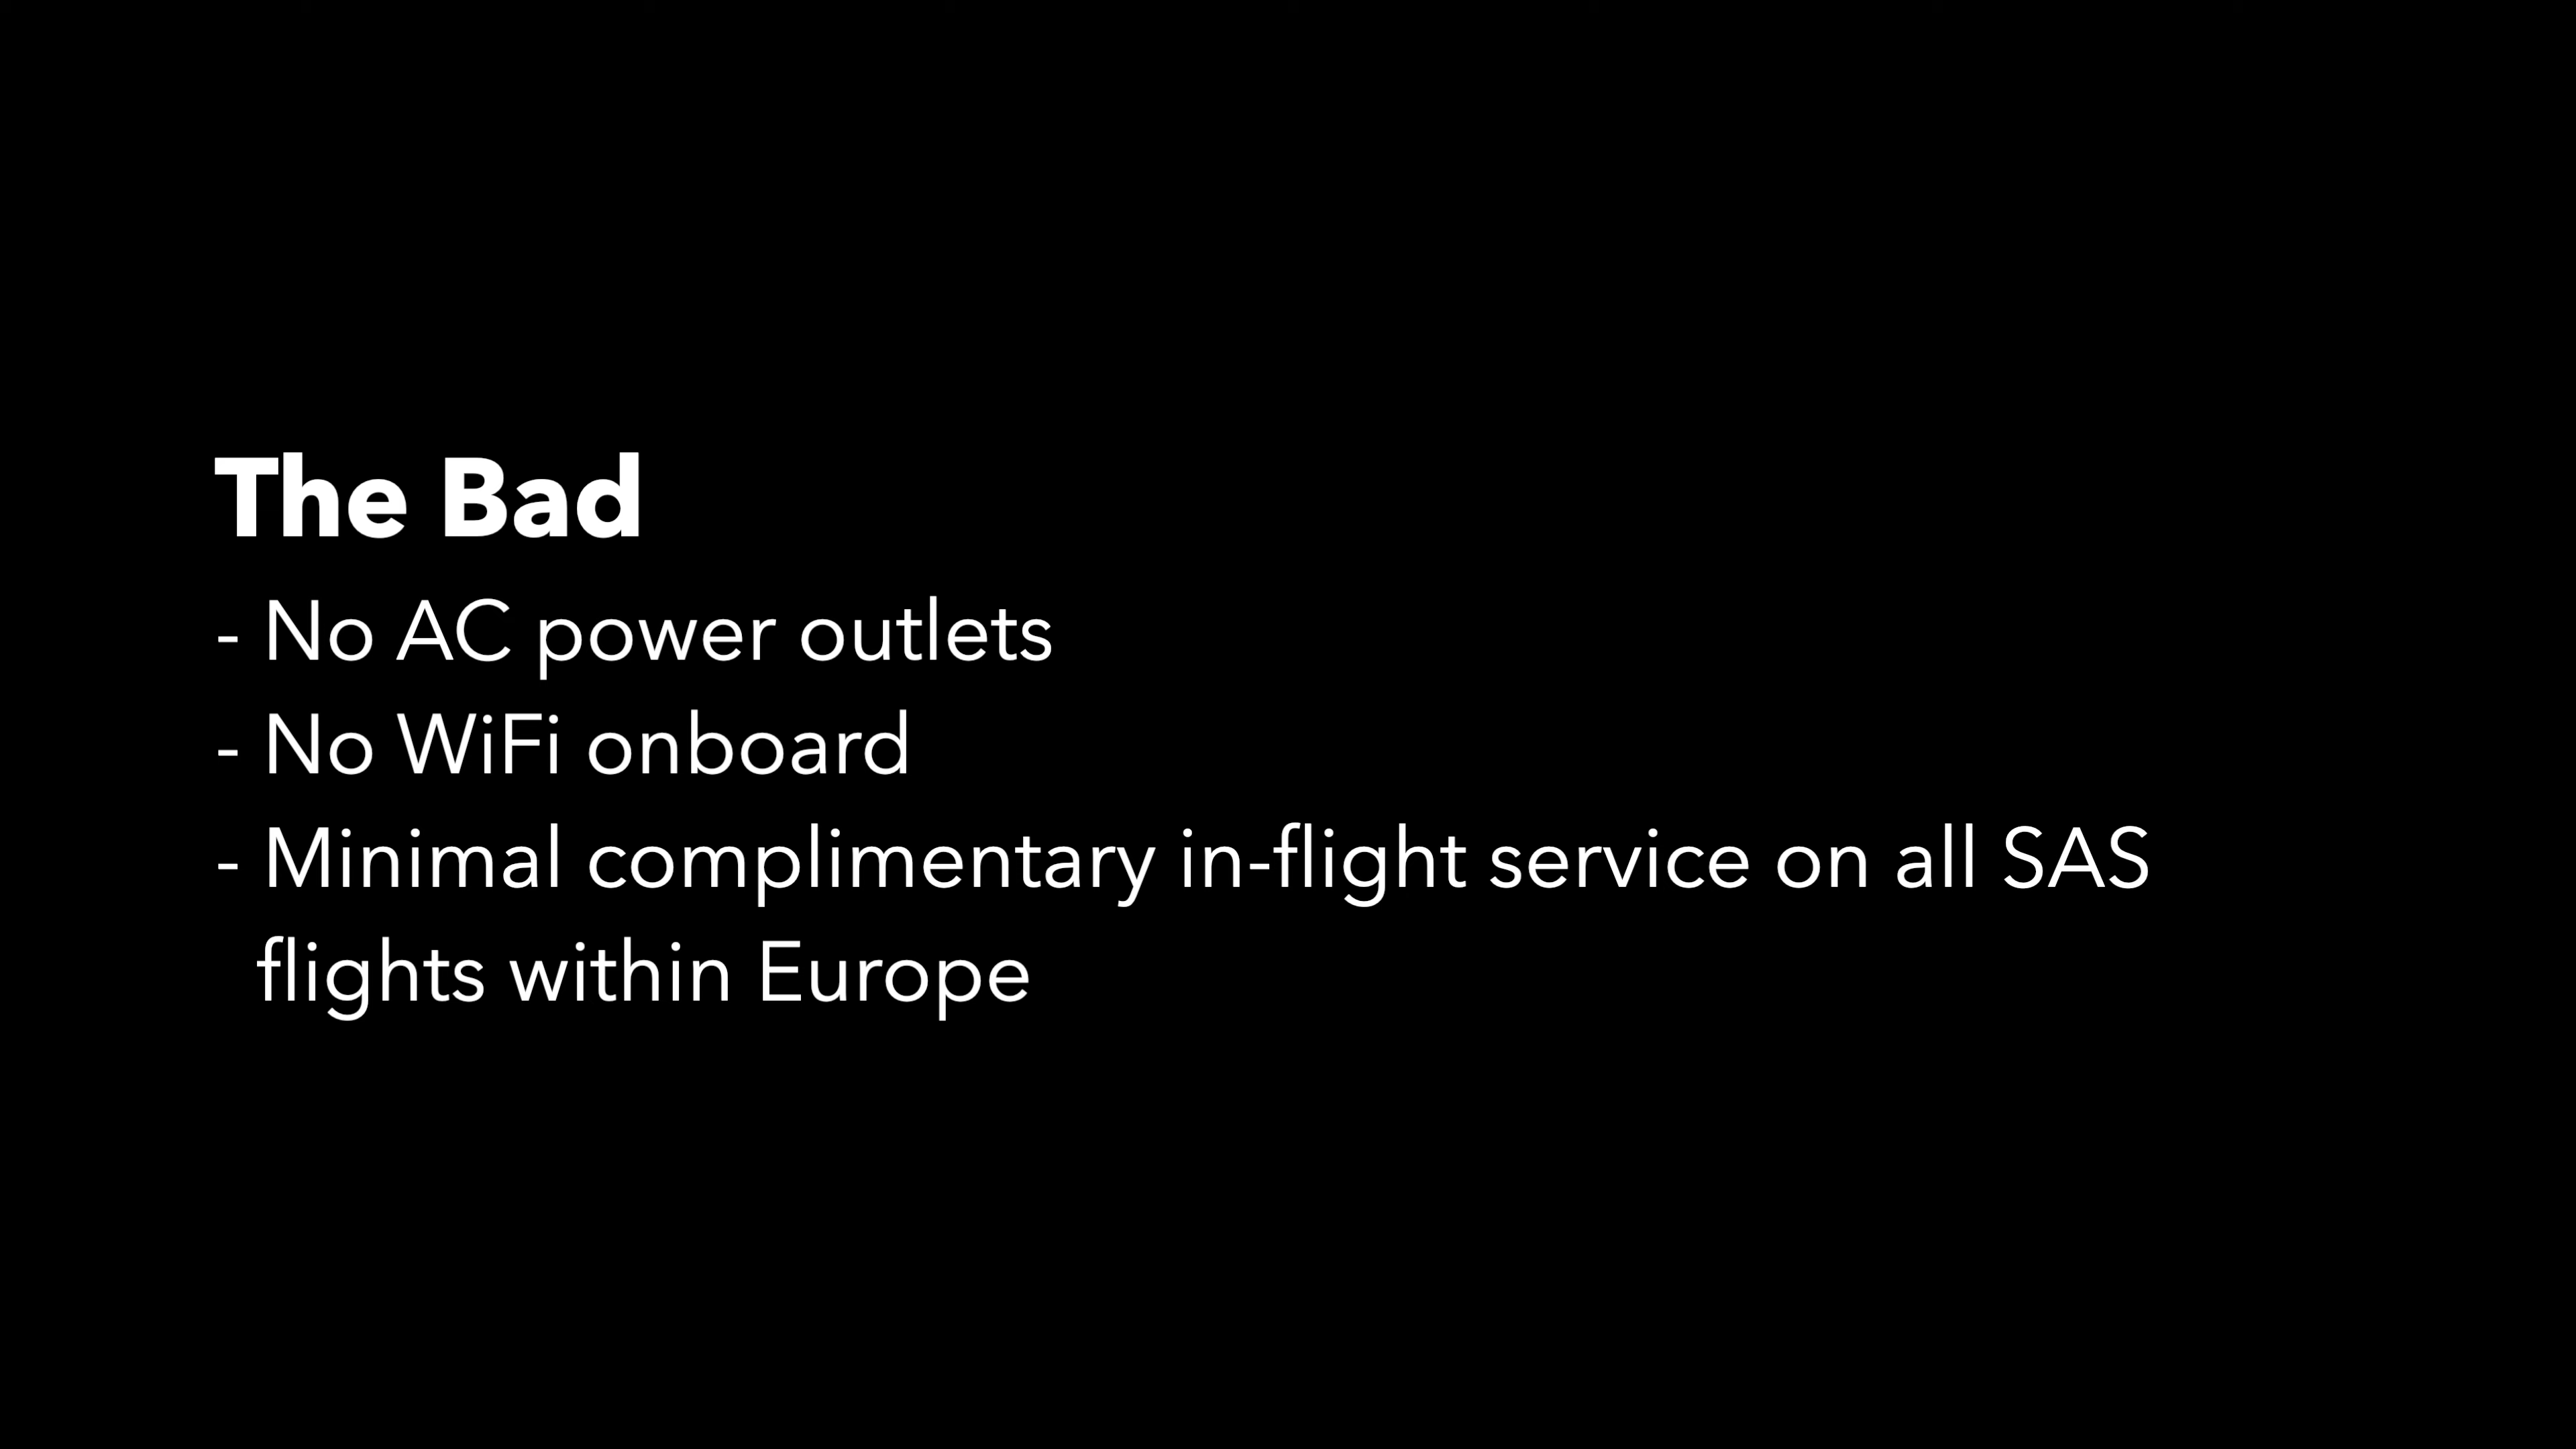 The Bad
- No AC power outlets
- No WiFi onboard
- Minimal complimentary in-flight service on all SAS
flights within Europe